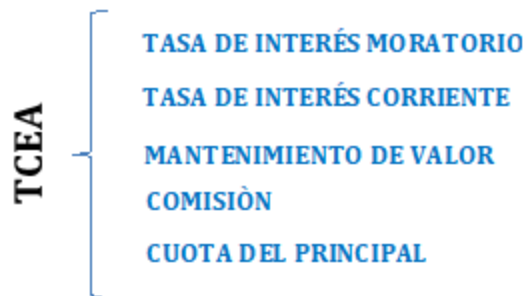 TCEA
TASA DE INTERÉS MORATORIO
TASA DE INTERÉS CORRIENTE
MANTENIMIENTO DE VALOR
COMISIÒN
CUOTA DEL PRINCIPAL